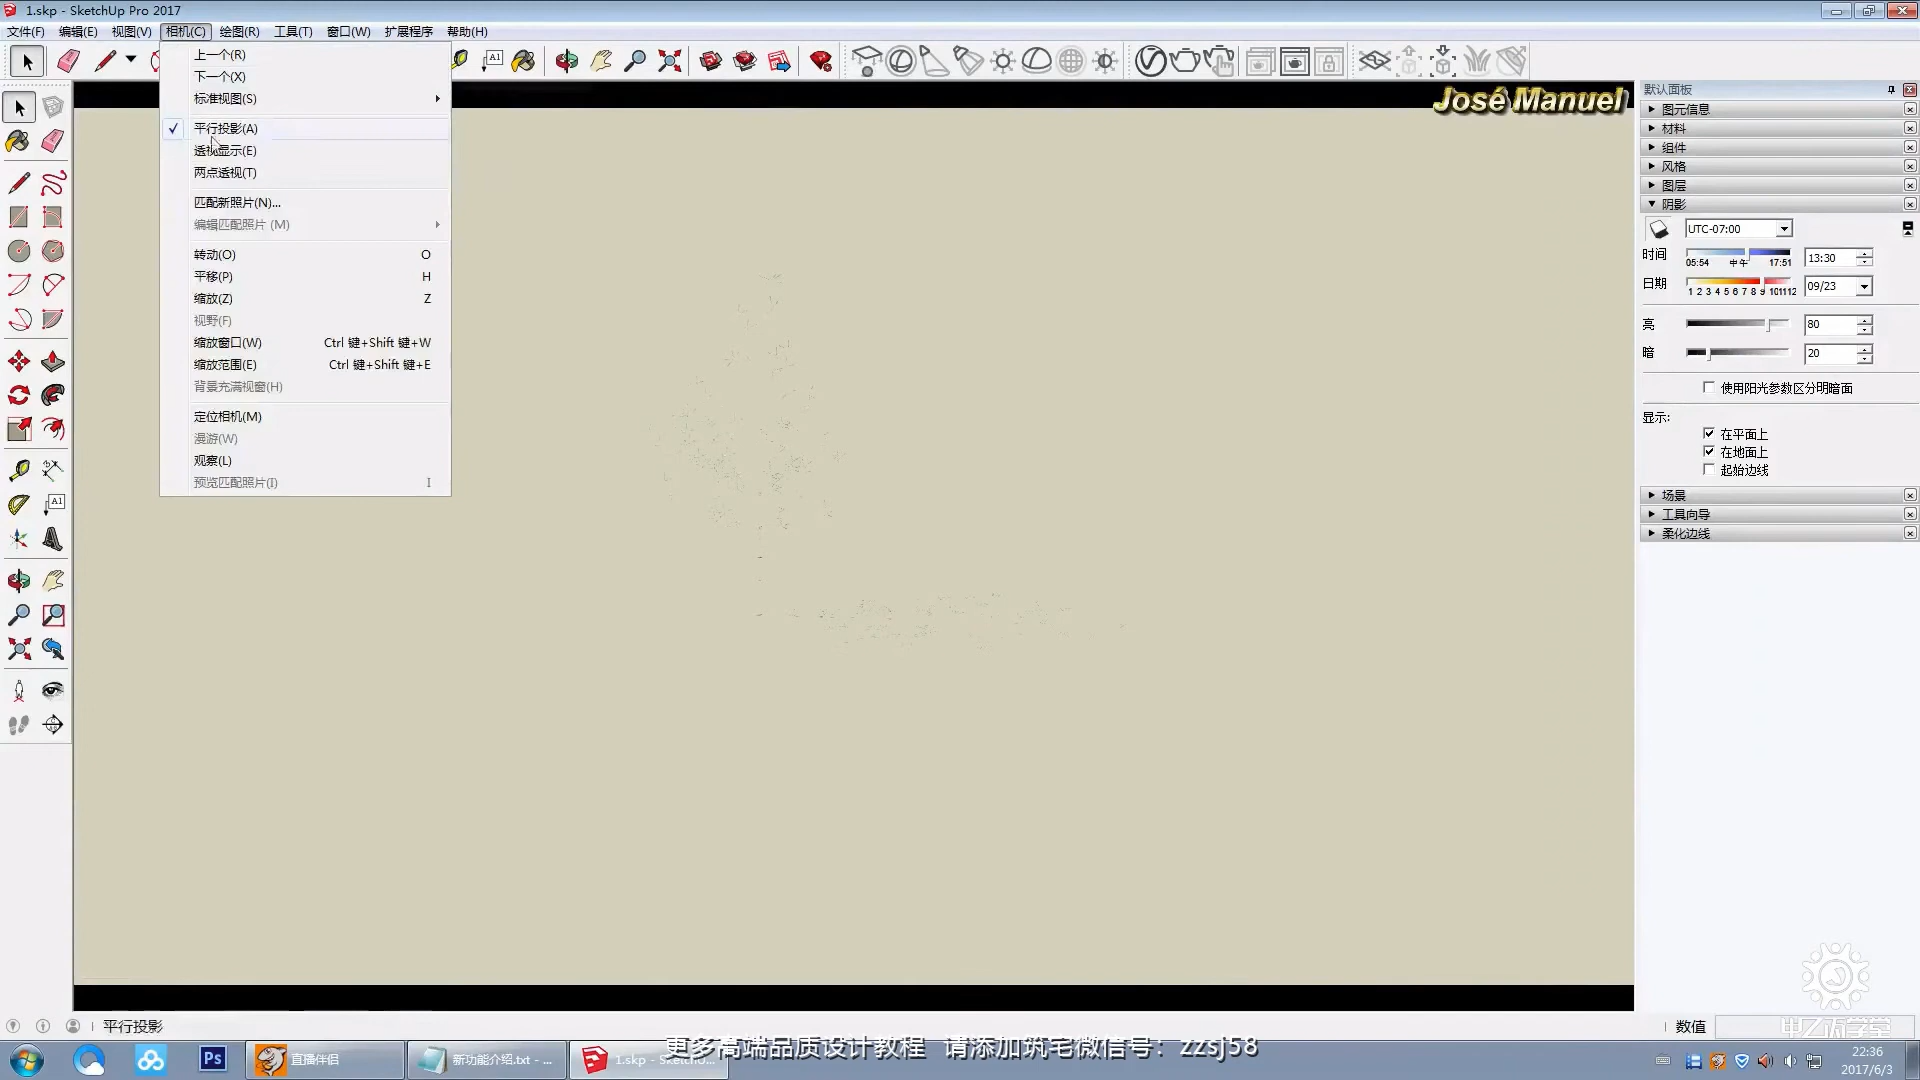 1.skp - SketchUp Pro 2017
文件(F) 编辑(E) 视图(V) 相机(C) 绘图(R) 工具(T) 窗口(W) 扩展程序 帮助(H)
上一个(R)
下一个(X)
标准视图(S)
平行投影(A)
透视显示(E)
两点透视(T)
匹配新照片(N)...
编辑匹配照片 (M)
转动(O) O
平移(P) H
缩放(Z) Z
视野(F)
缩放窗口(W) Ctrl 键+Shift 键+W
缩放范围(E) Ctrl 键+Shift 键+E
背景充满视窗(H)
定位相机(M)
漫游(W)
观察(L)
预览匹配照片(I) I
A1
A1
José Manuel
默认面板
图元信息
材料
组件
风格
图层
阴影
UTC-07:00
时间 05:54 中午 17:51 13:30
日期 1 2 3 4 5 6 7 8 9 101112 09/23
亮 80
暗 20
使用阳光参数区分明暗面
显示:
在平面上
在地面上
起始边线
场景
工具向导
柔化边线
平行投影
数值
更多高端品质设计教程 请添加筑宅微信号：zzsj58
Ps
直播伴侣
新功能介绍.txt - ...
1.skp - SketchU...
22:36
2017/6/3